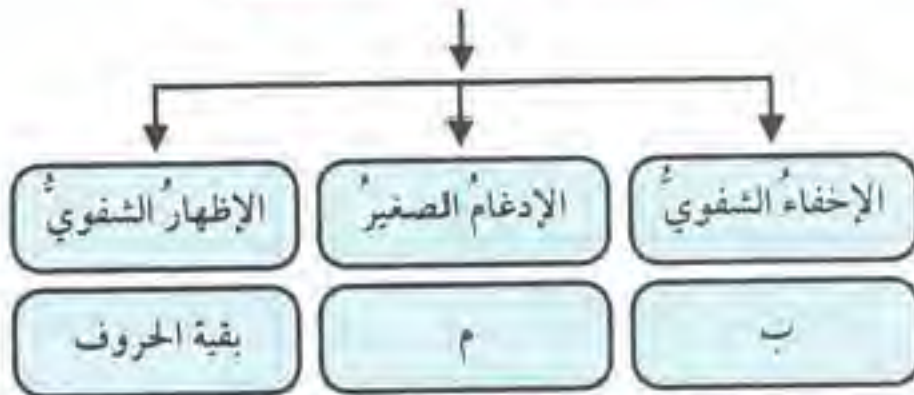 الإخفاءُ الشفويُّ
الإدغامُ الصغيرُ
الإظهارُ الشفويُّ
ب
م
بقية الحروف